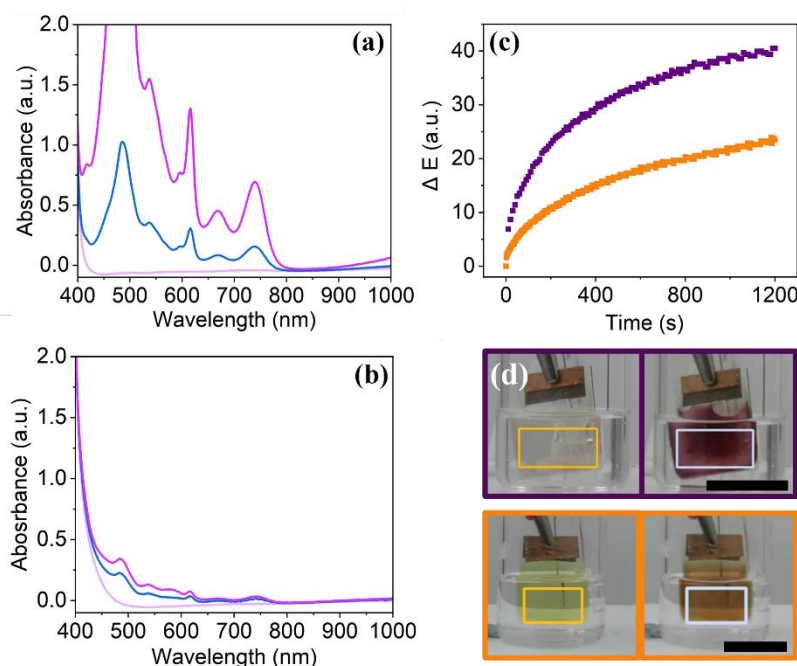 (a)
Absorbance (a.u.)
2.0
1.5
1.0
0.5
0.0
400 500 600 700 800 900 1000
Wavelength (nm)
(c)
Δ E (a.u.)
40
30
20
10
0
0 400 800 1200
Time (s)
(b)
Abosrbance (a.u.)
2.0
1.5
1.0
0.5
0.0
400 500 600 700 800 900 1000
Wavelength (nm)
(d)